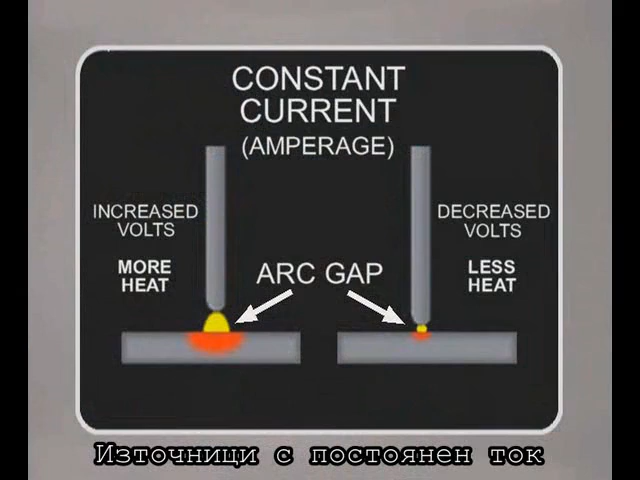 CONSTANT
CURRENT
(AMPERAGE)
INCREASED
VOLTS
MORE
HEAT
ARC GAP
DECREASED
VOLTS
LESS
HEAT
Източници с постоянен ток